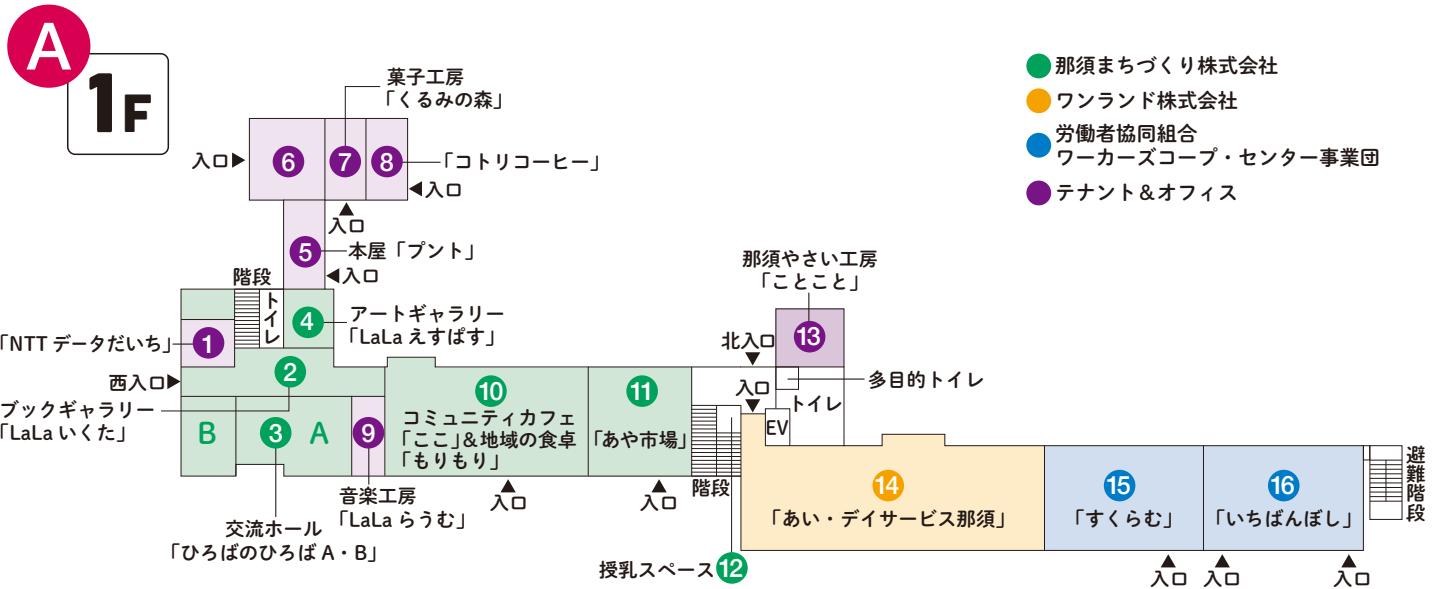 A
1F
那須まちづくり株式会社
ワンランド株式会社
労働者協同組合
ワーカーズコープ・センター事業団
テナント＆オフィス
菓子工房
「くるみの森」
入口
6
7
8
「コトリコーヒー」
入口
入口
5
本屋「プント」
入口
階段
トイレ
4
アートギャラリー
「LaLa えすぱす」
「NTT データだいち」
1
西入口
2
ブックギャラリー
「LaLa いくた」
B
3
A
9
交流ホール
「ひろばのひろば A・B」
音楽工房
「LaLa らうむ」
10
コミュニティカフェ
「ここ」&地域の食卓
「もりもり」
入口
11
「あや市場」
入口
階段
授乳スペース
12
那須やさい工房
「ことこと」
13
北入口
入口
多目的トイレ
トイレ
EV
14
「あい・デイサービス那須」
15
「すくらむ」
入口
16
「いちばんぼし」
入口
入口
避難階段